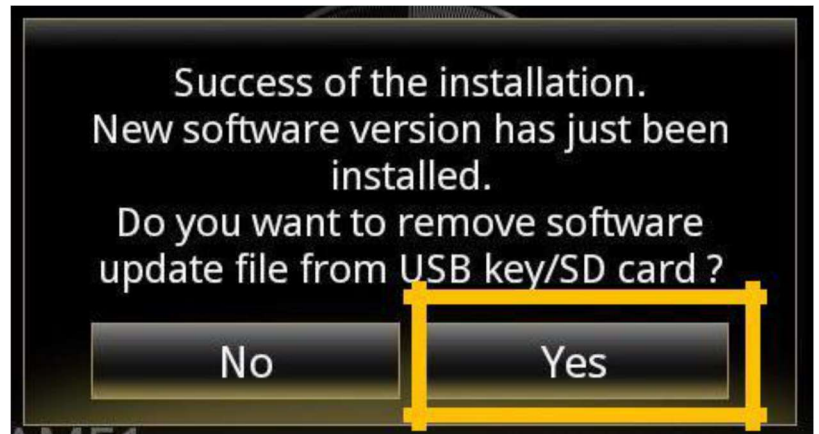 Success of the installation.
New software version has just been
installed.
Do you want to remove software
update file from USB key/SD card ?
No
Yes